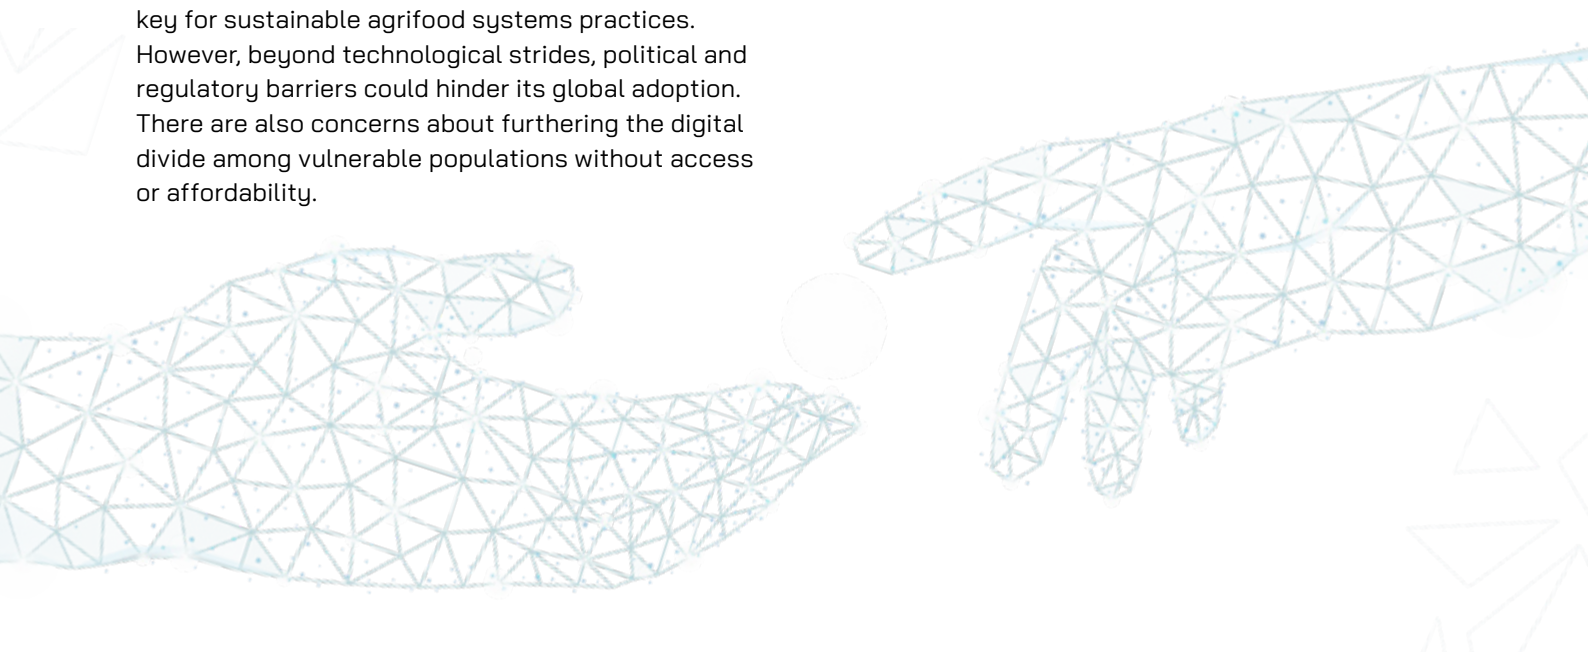 key for sustainable agrifood systems practices.
However, beyond technological strides, political and
regulatory barriers could hinder its global adoption.
There are also concerns about furthering the digital
divide among vulnerable populations without access
or affordability.